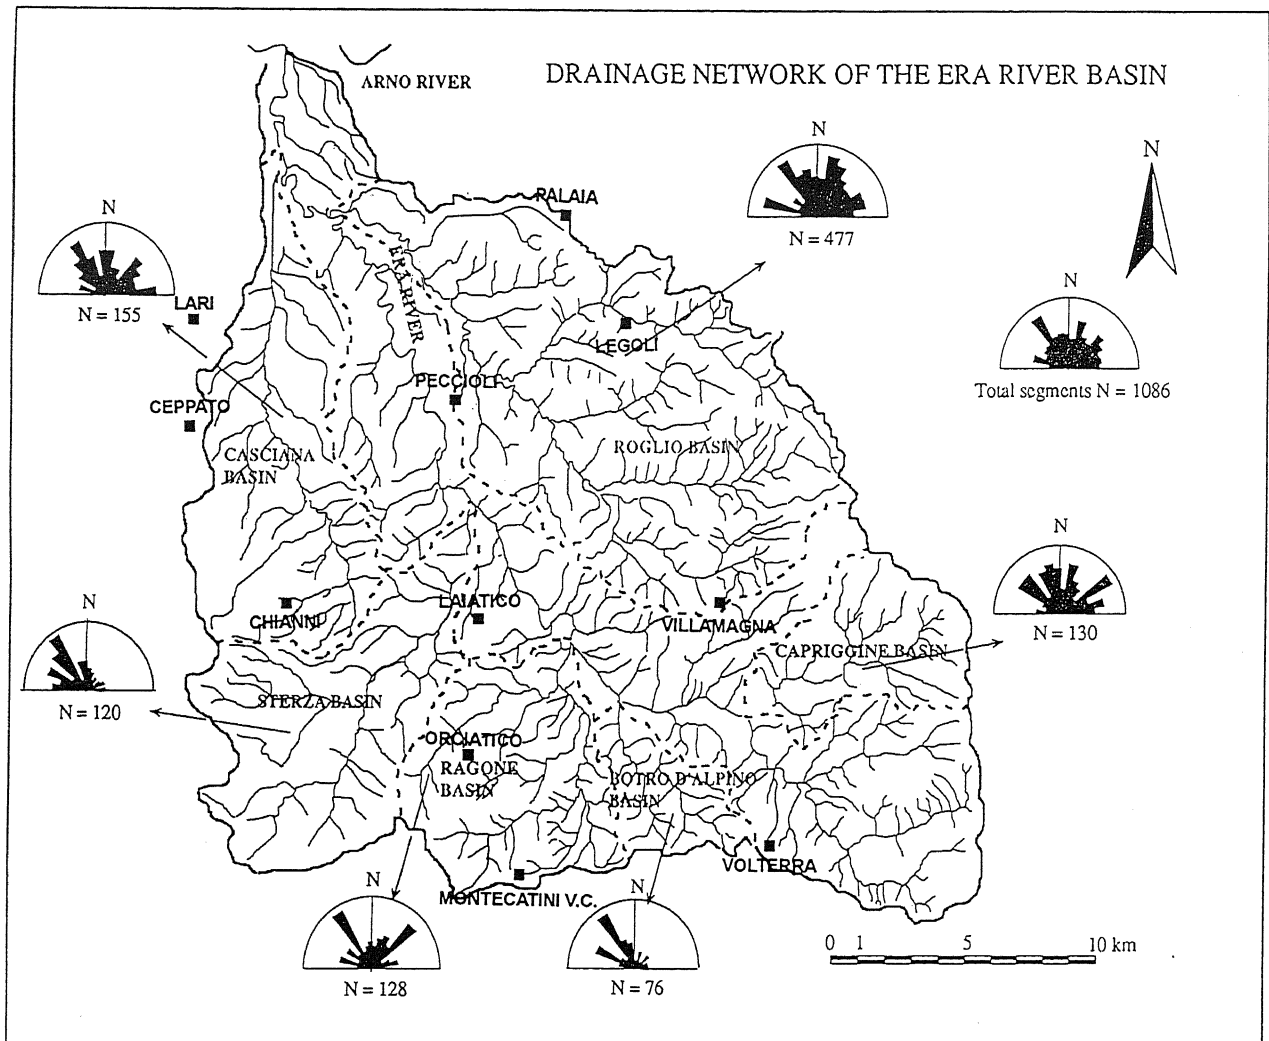 DRAINAGE NETWORK OF THE ERA RIVER BASIN
ARNO RIVER
N
N = 477
N
PALAIA
N
N = 155
LARI
ERA RIVER
LEGOLI
N
Total segments N = 1086
PECCIOLI
CEPPATO
CASCIANA
BASIN
ROGLIO BASIN
N
N = 130
N
N = 120
CHIANNI
LAIATICO
VILLAMAGNA
CAPRIGGINE BASIN
STERZA BASIN
ORCIATICO
RAGONE
BASIN
BOTRO D'ALPINO
BASIN
VOLTERRA
MONTECATINI V.C.
N
N = 128
N
N = 76
0 1 5 10 km